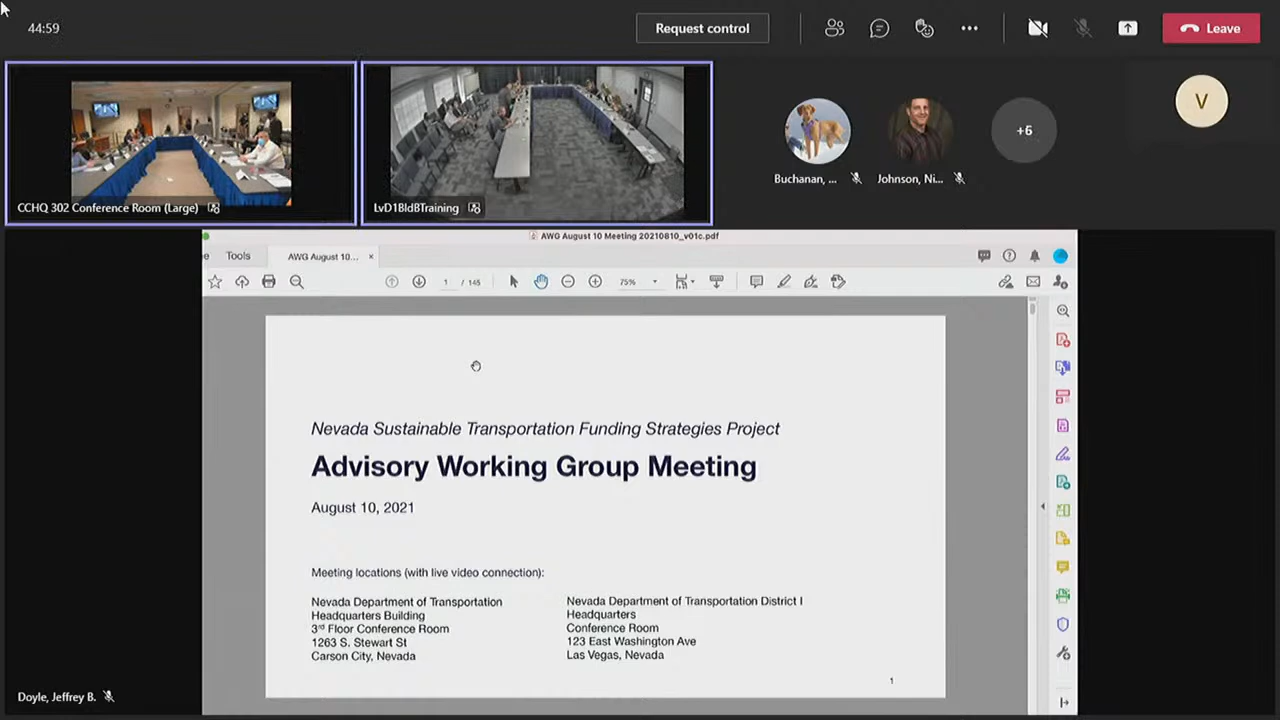 44:59
Request control
Leave
V
+6
Buchanan, ...
Johnson, Ni...
CCHQ 302 Conference Room (Large)
LvD1BldBTraining
AWG August 10 Meeting 20210810_v01c.pdf
e
Tools
AWG August 10... ×
1 / 145
75%
Nevada Sustainable Transportation Funding Strategies Project
Advisory Working Group Meeting
August 10, 2021
Meeting locations (with live video connection):
Nevada Department of Transportation
Headquarters Building
3rd Floor Conference Room
1263 S. Stewart St
Carson City, Nevada
Nevada Department of Transportation District I
Headquarters
Conference Room
123 East Washington Ave
Las Vegas, Nevada
1
Doyle, Jeffrey B.